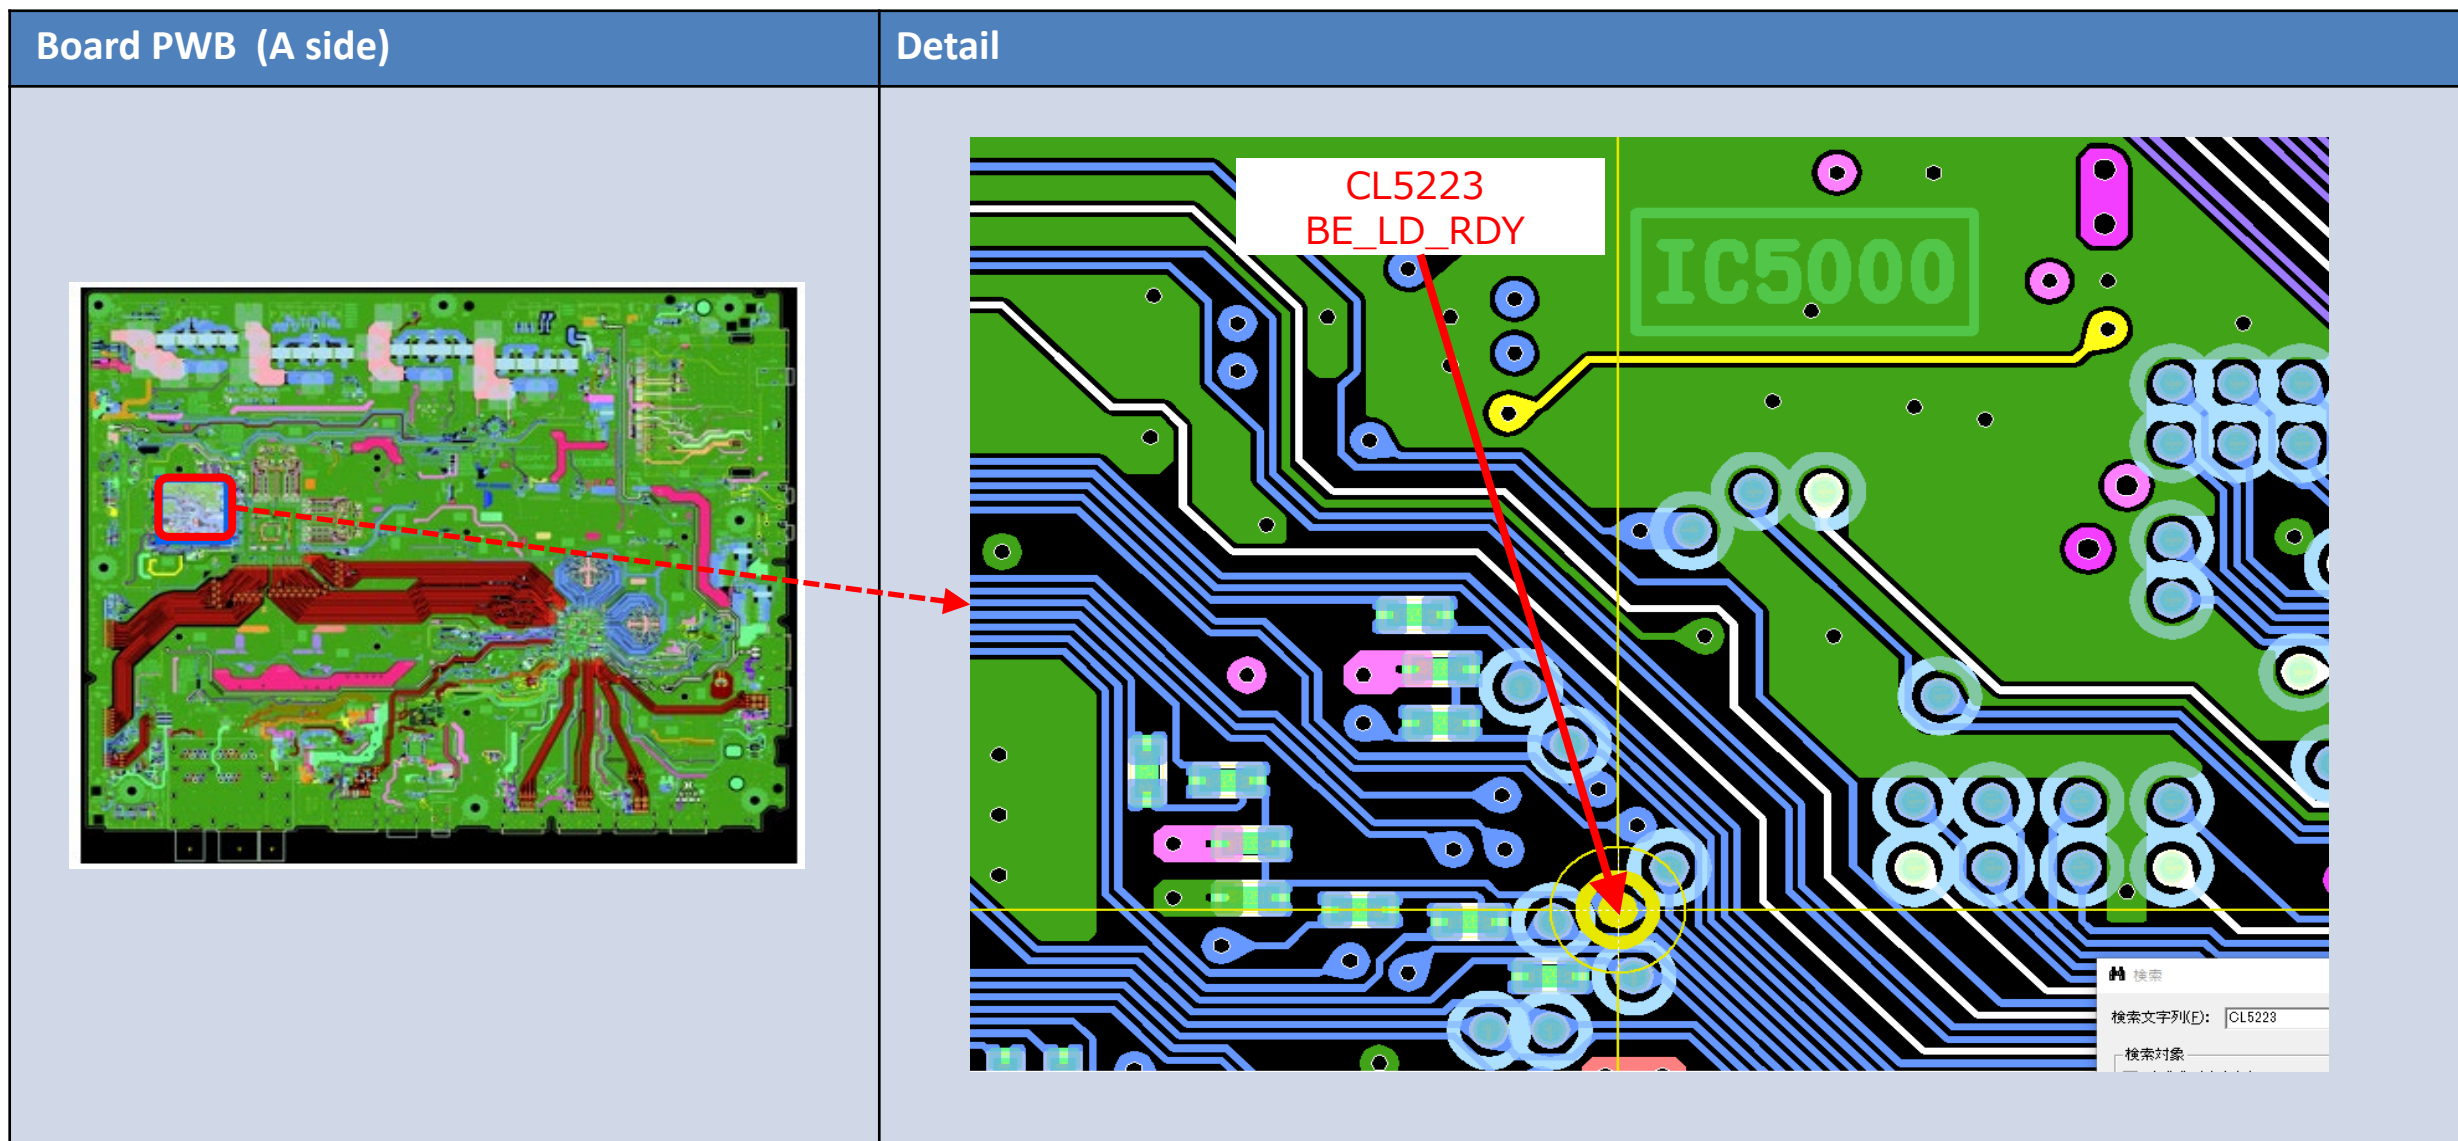 Board PWB (A side)
Detail
CL5223
BE_LD_RDY
IC5000
検索
検索文字列(F): CL5223
検索対象